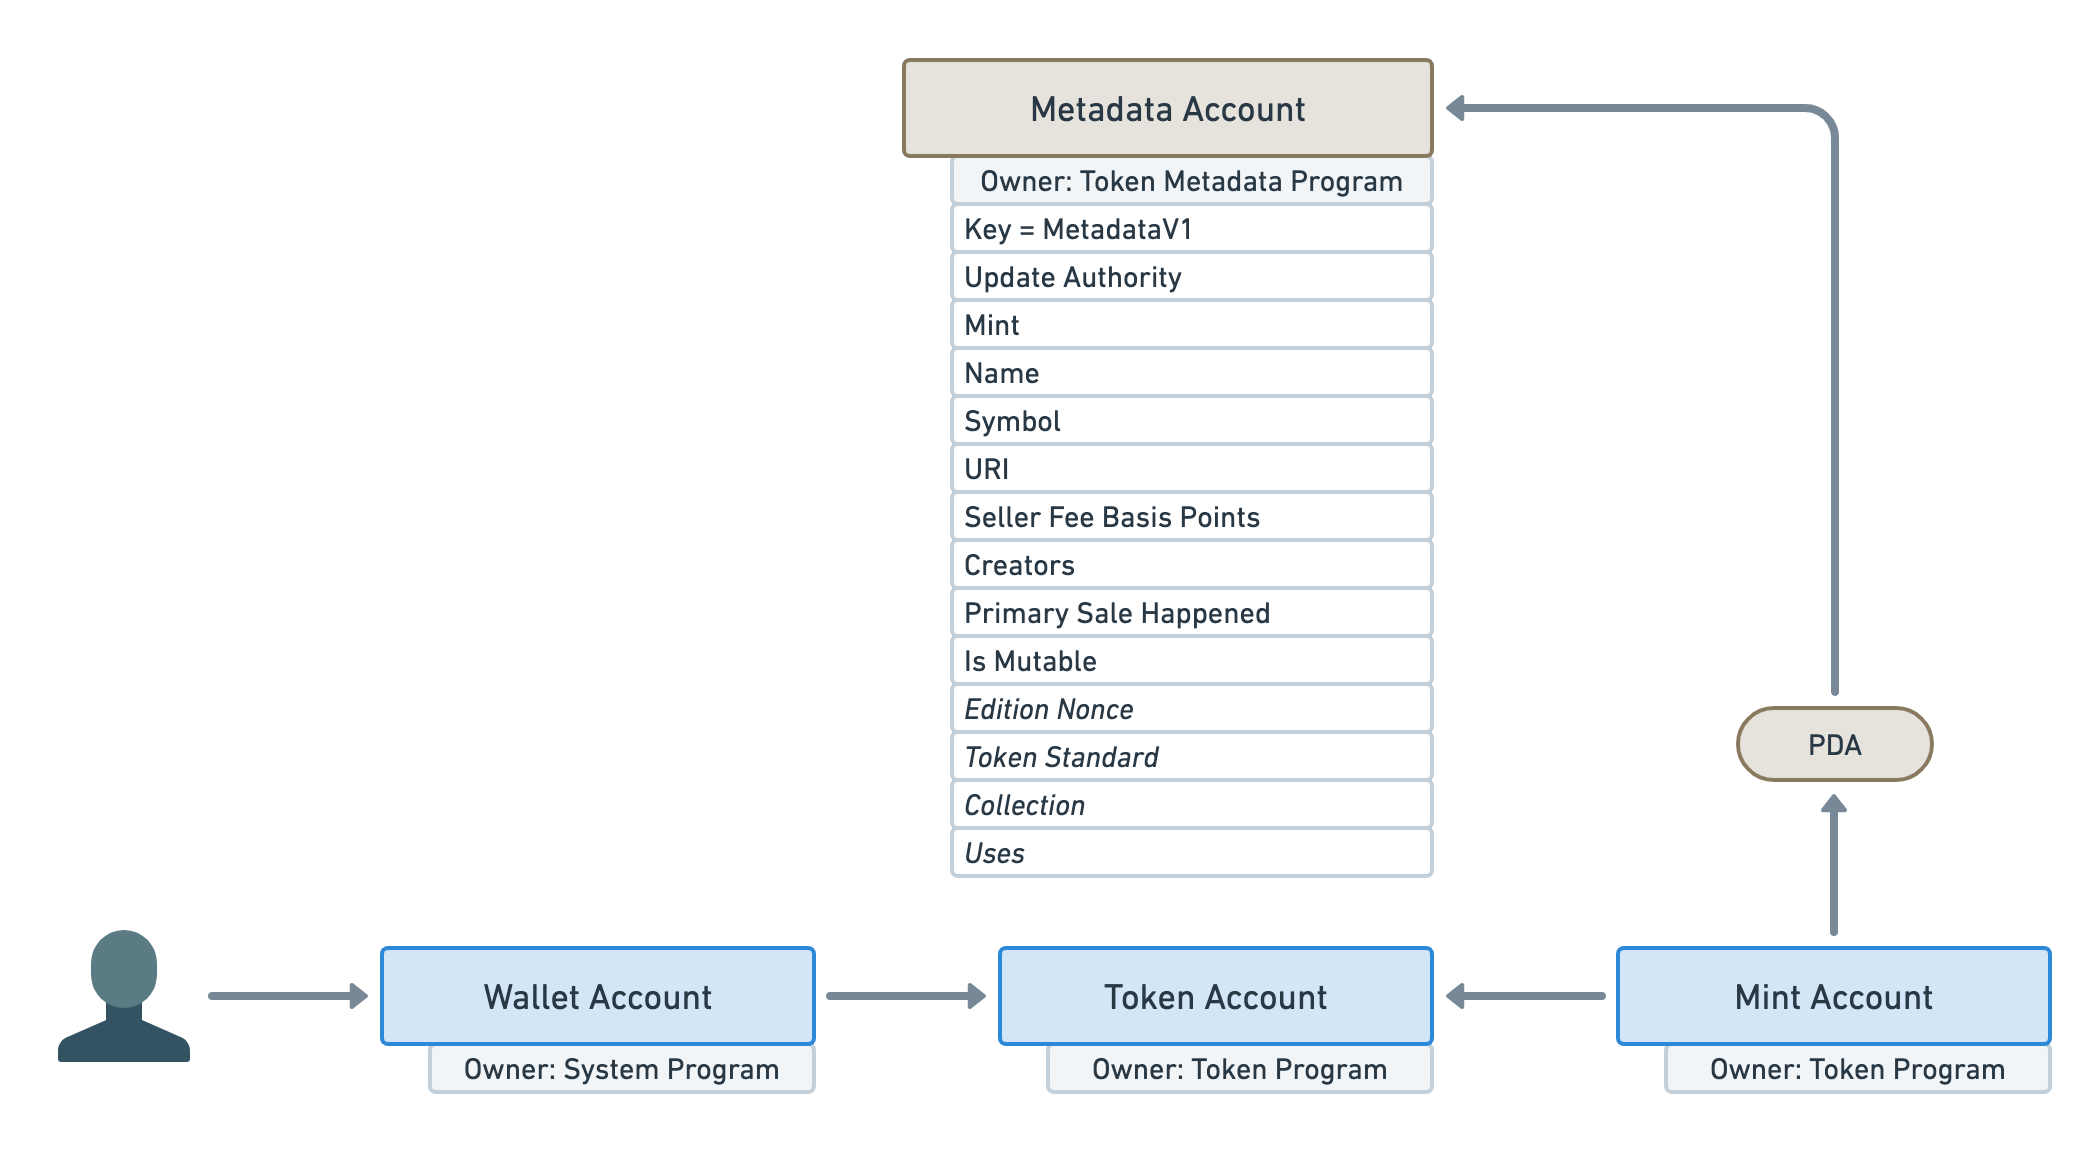 Metadata Account
Owner: Token Metadata Program
Key = MetadataV1
Update Authority
Mint
Name
Symbol
URI
Seller Fee Basis Points
Creators
Primary Sale Happened
Is Mutable
Edition Nonce
Token Standard
Collection
Uses
PDA
Wallet Account
Owner: System Program
Token Account
Owner: Token Program
Mint Account
Owner: Token Program